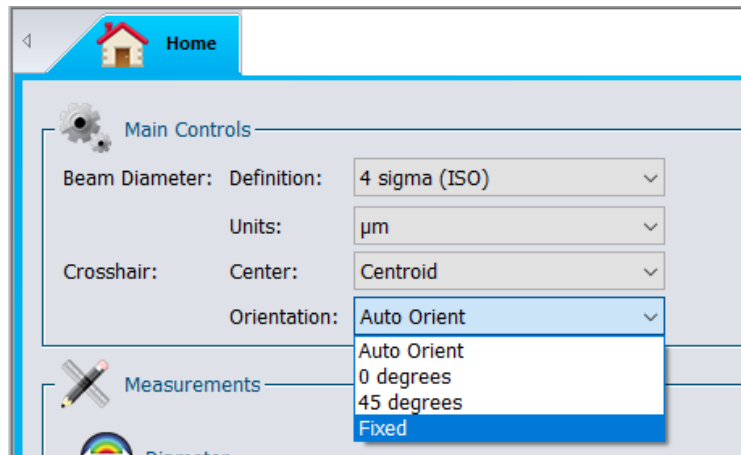 Home
Main Controls
Beam Diameter: Definition: 4 sigma (ISO)
Units: µm
Crosshair: Center: Centroid
Orientation: Auto Orient
Auto Orient
0 degrees
45 degrees
Fixed
Measurements
Diameter